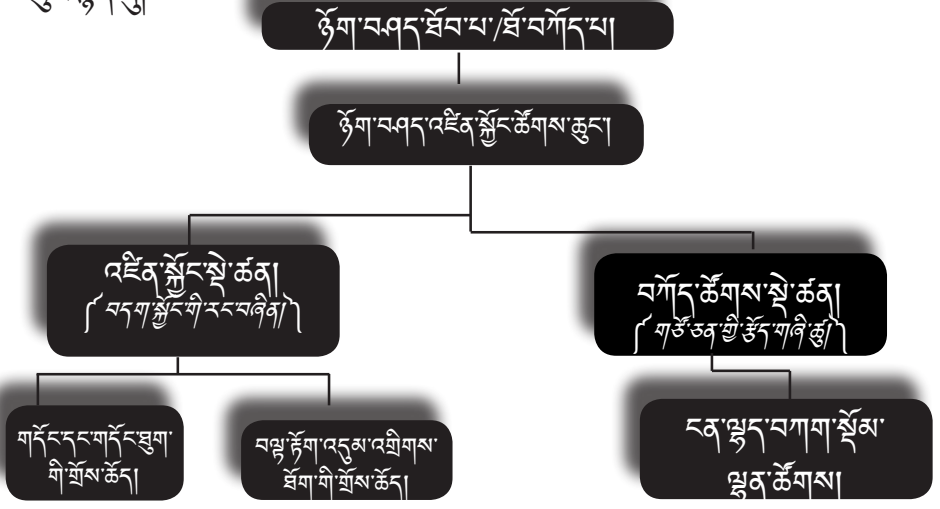 ཉོག་བཤད་ཐོབ་པ་/ཐོ་བཀོད་པ།
ཉོག་བཤད་འཛིན་སྐྱོང་ཚོགས་ཆུང་།
འཛིན་སྐྱོང་སྡེ་ཚན།
༼ བདག་སྐྱོང་གི་རང་བཞིན། ༽
བཀོད་ཚོགས་སྡེ་ཚན།
༼ གཙོ་ཅན་གྱི་རྩོད་གཞི་ཚུ། ༽
གདོང་དང་གདོང་ཐུག་
གི་གྲོས་ཆོད།
བལྟ་རྟོག་འདུམ་འགྲིགས་
ཐོག་གི་གྲོས་ཆོད།
ངན་ལྷད་བཀག་སྡོམ་
ལྷན་ཚོགས།